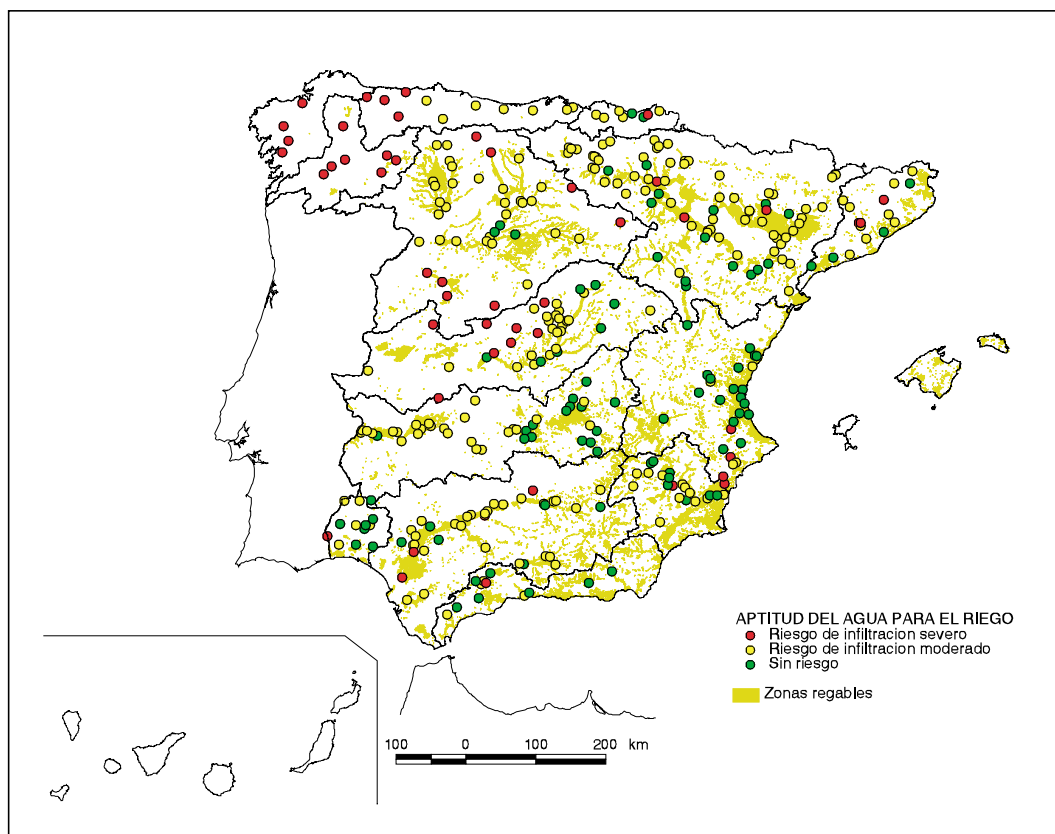 APTITUD DEL AGUA PARA EL RIEGO
Riesgo de infiltracion severo
Riesgo de infiltracion moderado
Sin riesgo
Zonas regables
100 0 100 200 km